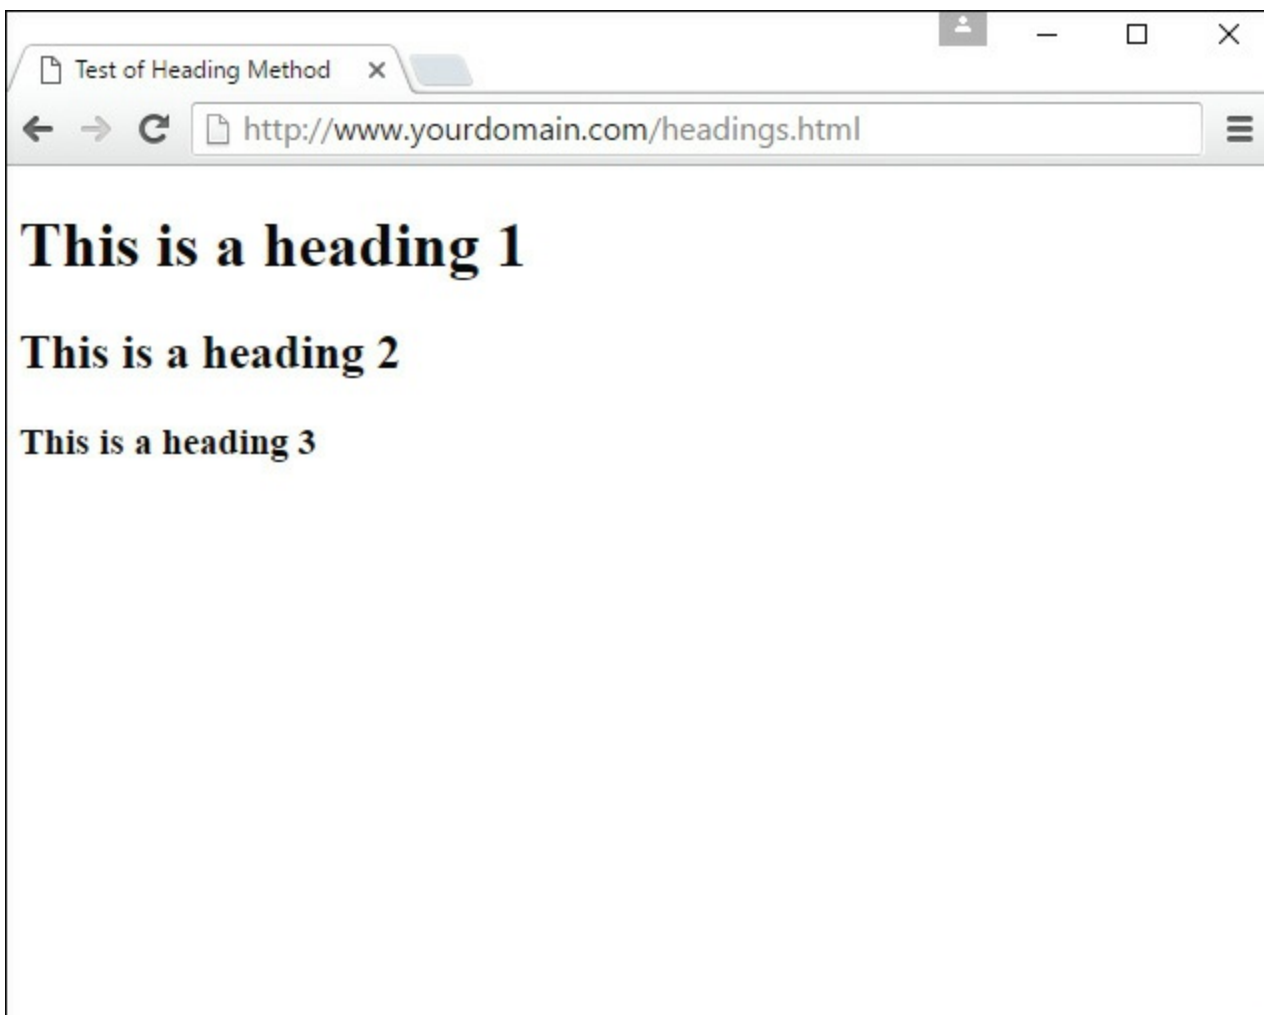 Test of Heading Method
http://www.yourdomain.com/headings.html
This is a heading 1
This is a heading 2
This is a heading 3